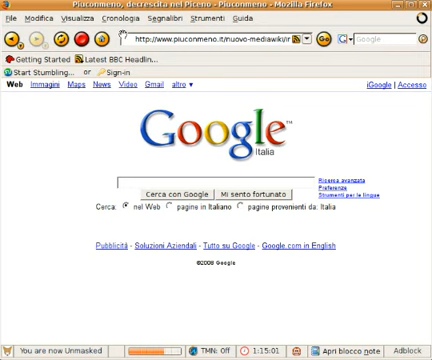 Piuconmeno, decrescita nel Piceno - Piuconmeno - Mozilla Firefox
File Modifica Visualizza Cronologia Segnalibri Strumenti Guida
http://www.piuconmeno.it/nuovo-mediawiki/ir Go Google
Getting Started Latest BBC Headlin...
Start Stumbling... or Sign-in
Web Immagini Maps News Video Gmail altro iGoogle | Accesso
Google™
Italia
Ricerca avanzata
Preferenze
Strumenti per le lingue
Cerca con Google Mi sento fortunato
Cerca: nel Web pagine in Italiano pagine provenienti da: Italia
Pubblicità - Soluzioni Aziendali - Tutto su Google - Google.com in English
©2008 Google
You are now Unmasked TMN: Off 1:15:01 Apri blocco note Adblock